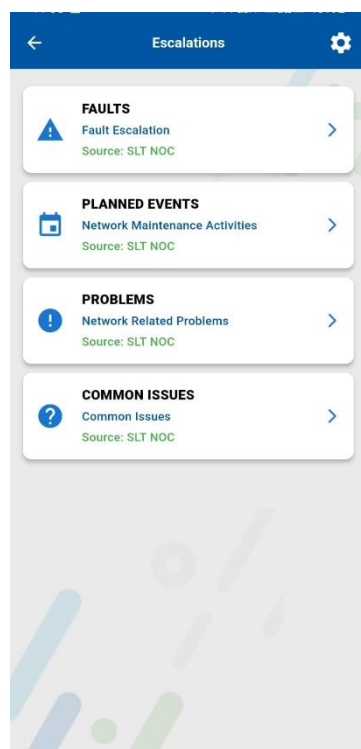 Escalations
FAULTS
Fault Escalation
Source: SLT NOC
PLANNED EVENTS
Network Maintenance Activities
Source: SLT NOC
PROBLEMS
Network Related Problems
Source: SLT NOC
COMMON ISSUES
Common Issues
Source: SLT NOC